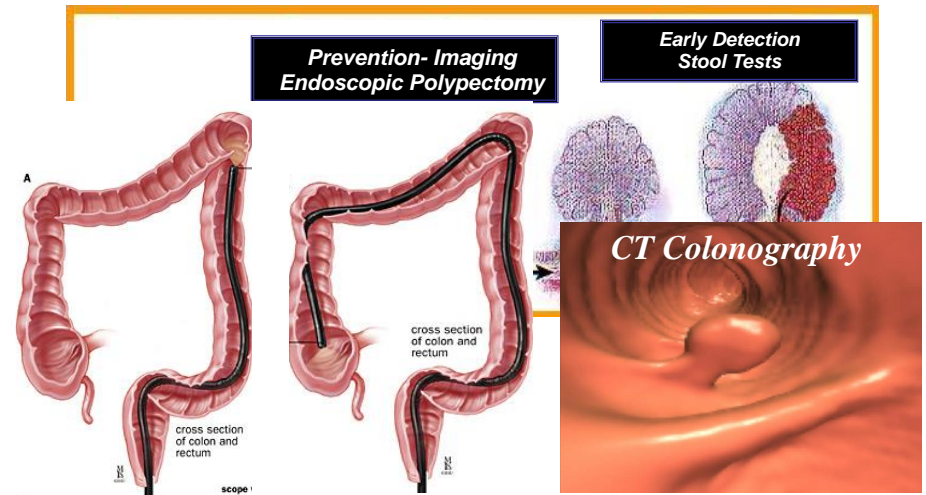 Prevention- Imaging
Endoscopic Polypectomy
Early Detection
Stool Tests
A
CT Colonography
cross section
of colon and
rectum
cross section
of colon and
rectum
scope